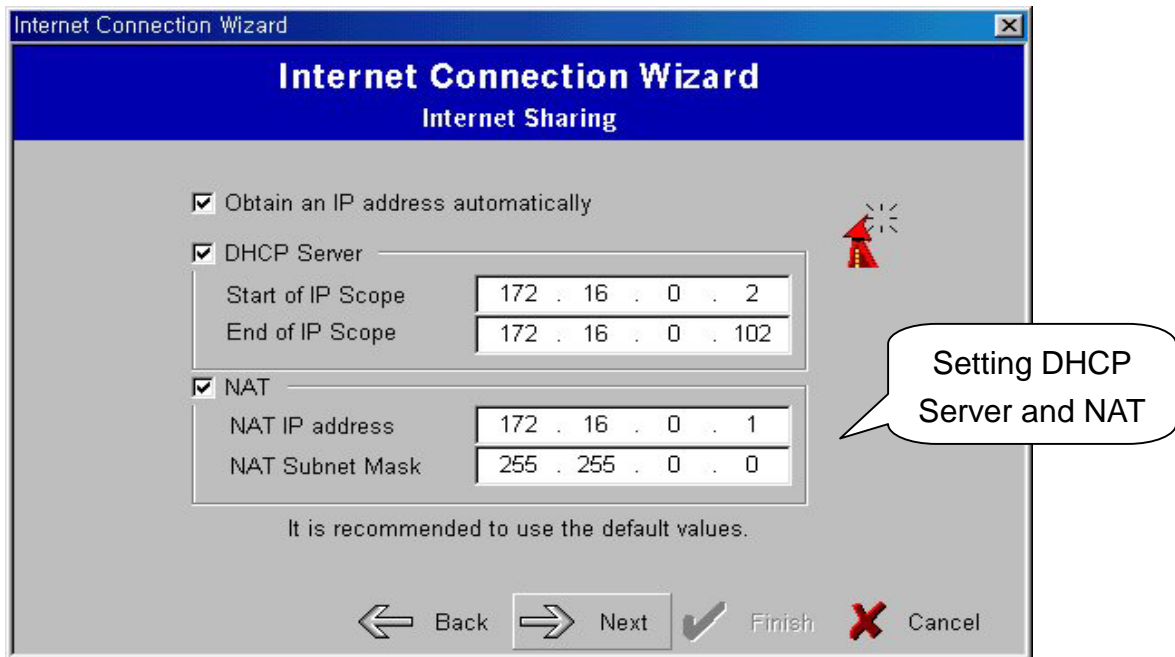 Internet Connection Wizard
Internet Connection Wizard
Internet Sharing
Obtain an IP address automatically
DHCP Server
Start of IP Scope 172 . 16 . 0 . 2
End of IP Scope 172 . 16 . 0 . 102
NAT
NAT IP address 172 . 16 . 0 . 1
NAT Subnet Mask 255 . 255 . 0 . 0
It is recommended to use the default values.
Setting DHCP
Server and NAT
Back Next Finish Cancel